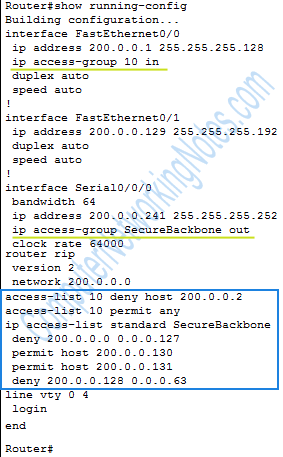 Router#show running-config
Building configuration...
interface FastEthernet0/0
ip address 200.0.0.1 255.255.255.128
ip access-group 10 in
duplex auto
speed auto
!
interface FastEthernet0/1
ip address 200.0.0.129 255.255.255.192
duplex auto
speed auto
!
interface Serial0/0/0
bandwidth 64
ip address 200.0.0.241 255.255.255.252
ip access-group SecureBackbone out
clock rate 64000
router rip
version 2
network 200.0.0.0
access-list 10 deny host 200.0.0.2
access-list 10 permit any
ip access-list standard SecureBackbone
deny 200.0.0.0 0.0.0.127
permit host 200.0.0.130
permit host 200.0.0.131
deny 200.0.0.128 0.0.0.63
line vty 0 4
login
end
Router#
ComputerNetworkingNotes.com